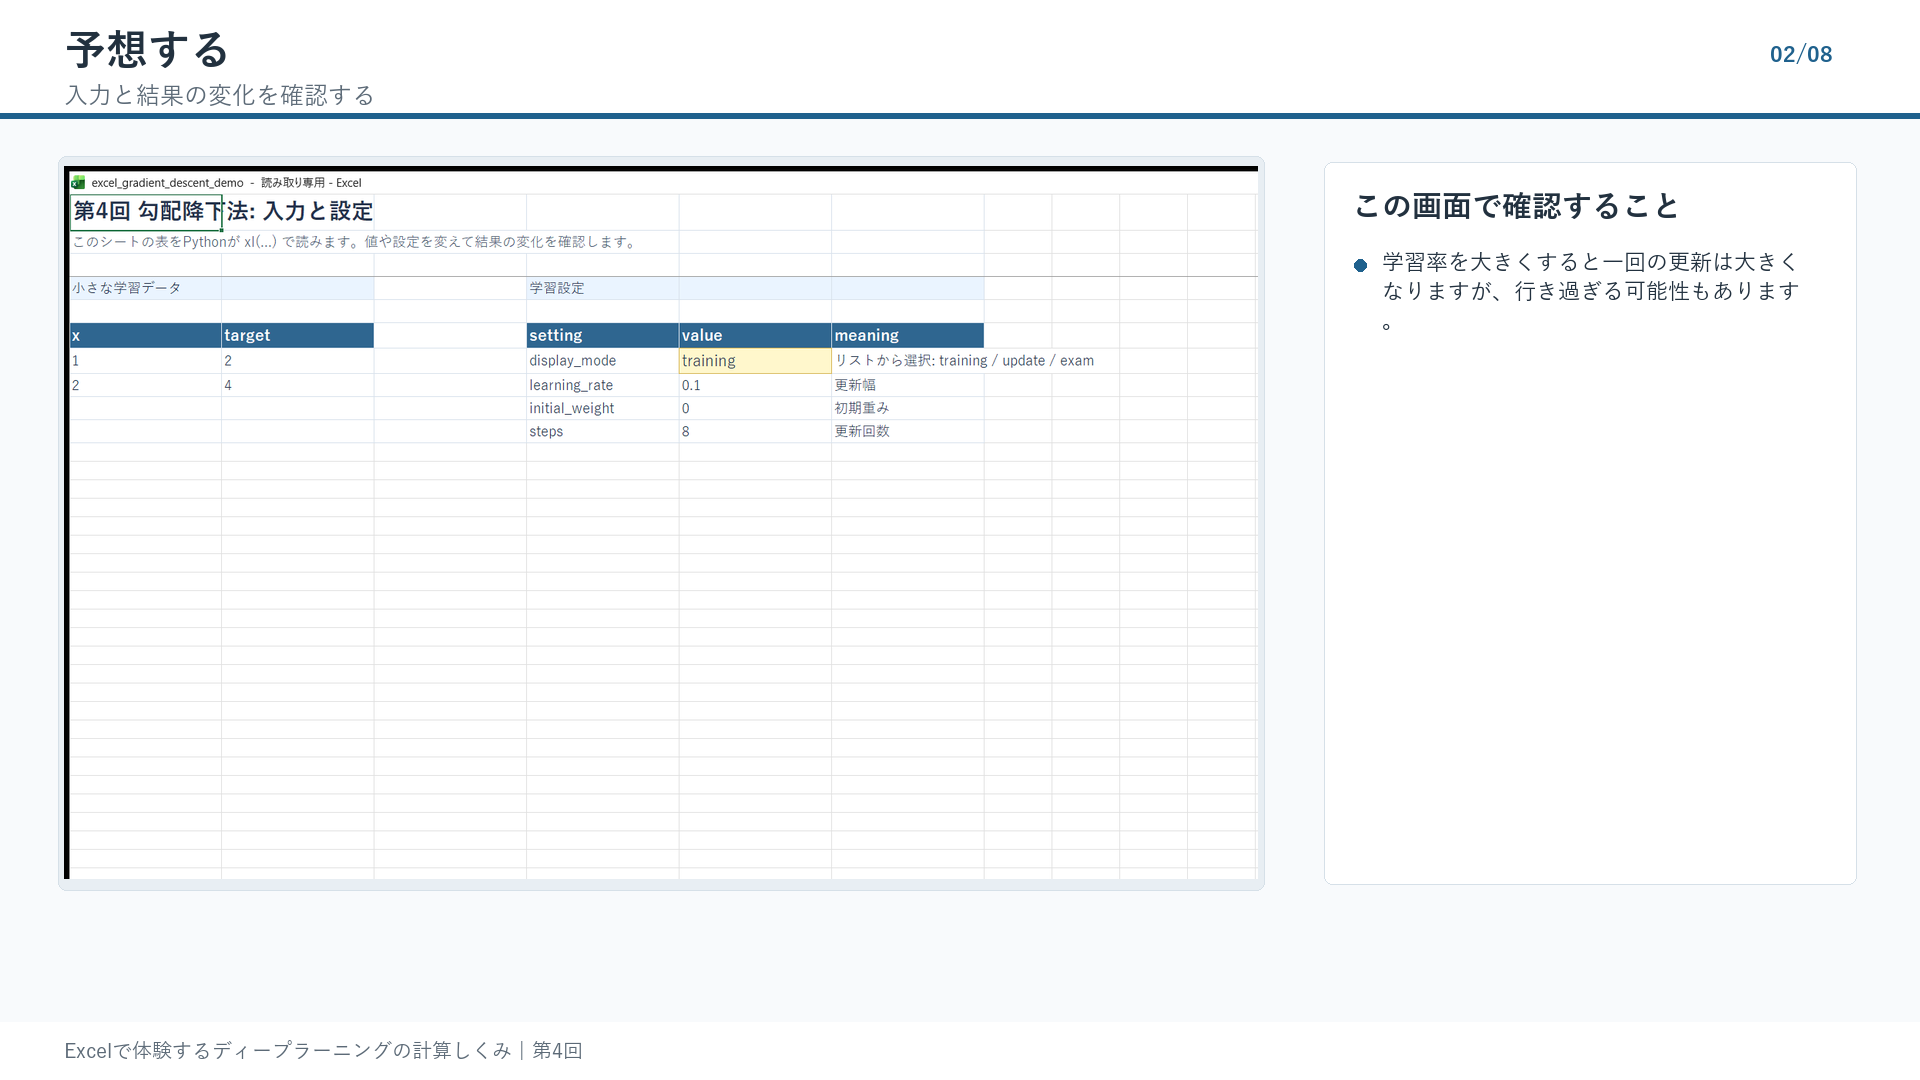 予想する
02/08
入力と結果の変化を確認する
excel_gradient_descent_demo - 読み取り専用 - Excel
第4回 勾配降下法: 入力と設定
このシートの表をPythonが xl(...) で読みます。値や設定を変えて結果の変化を確認します。
小さな学習データ 学習設定
x target setting value meaning
1 2 display_mode training リストから選択: training / update / exam
2 4 learning_rate 0.1 更新幅
initial_weight 0 初期重み
steps 8 更新回数
この画面で確認すること
学習率を大きくすると一回の更新は大きく
なりますが、行き過ぎる可能性もあります
。
Excelで体験するディープラーニングの計算しくみ｜第4回